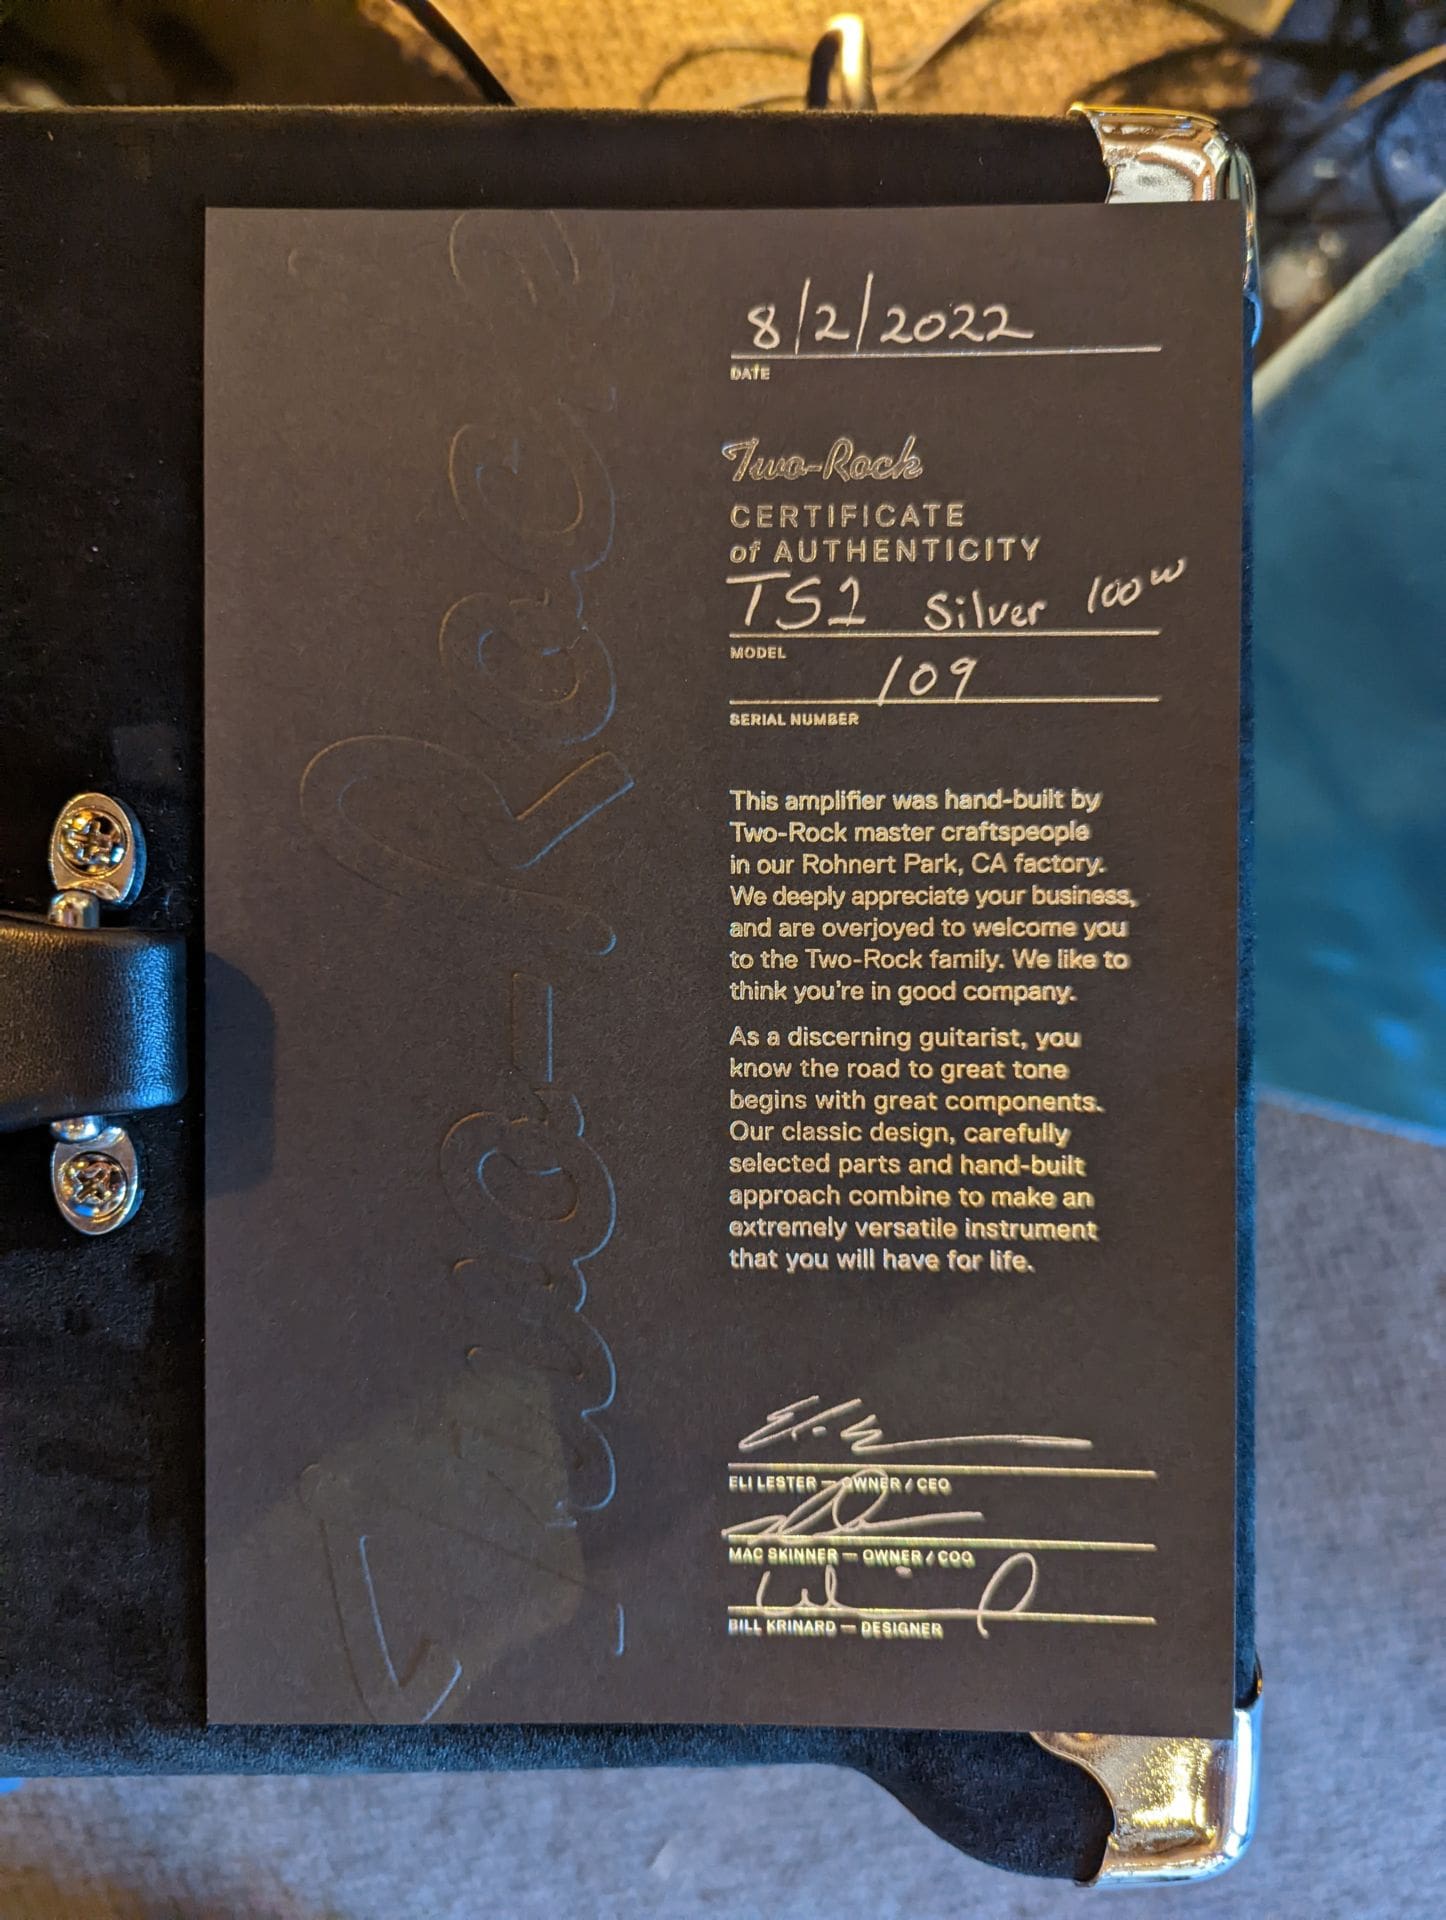 8/2/2022
DATE
Two-Rock
CERTIFICATE
of AUTHENTICITY
TS1 Silver 100W
MODEL
109
SERIAL NUMBER
This amplifier was hand-built by
Two-Rock master craftspeople
in our Rohnert Park, CA factory.
We deeply appreciate your business,
and are overjoyed to welcome you
to the Two-Rock family. We like to
think you're in good company.
As a discerning guitarist, you
know the road to great tone
begins with great components.
Our classic design, carefully
selected parts and hand-built
approach combine to make an
extremely versatile instrument
that you will have for life.
ELI LESTER — OWNER / CEO
MAC SKINNER — OWNER / COO
BILL KRINARD — DESIGNER
Two-Rock